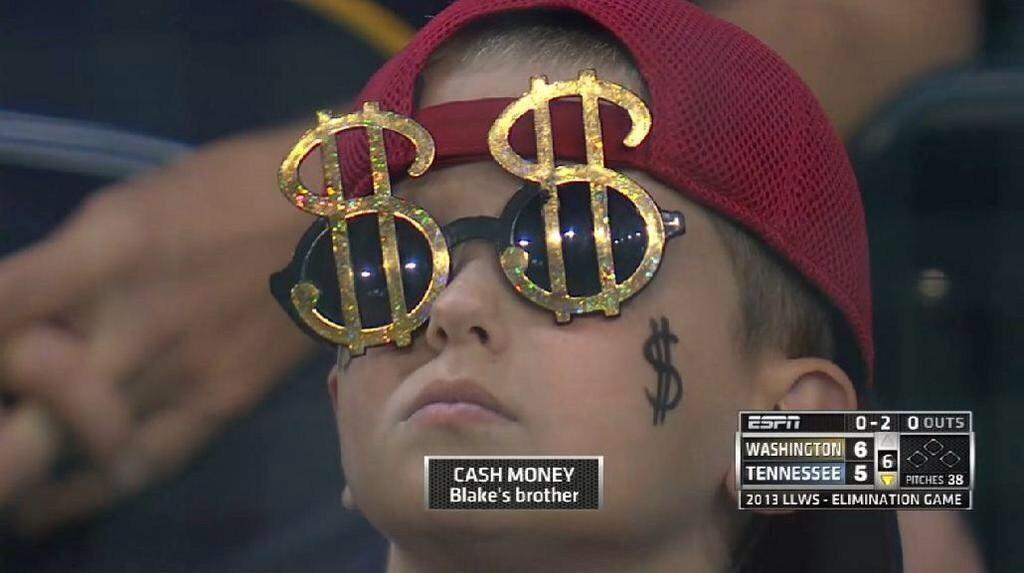 $ $
$
CASH MONEY
Blake's brother
ESPN 0-2 0 OUTS
WASHINGTON 6
6
TENNESSEE 5
PITCHES 38
2013 LLWS - ELIMINATION GAME